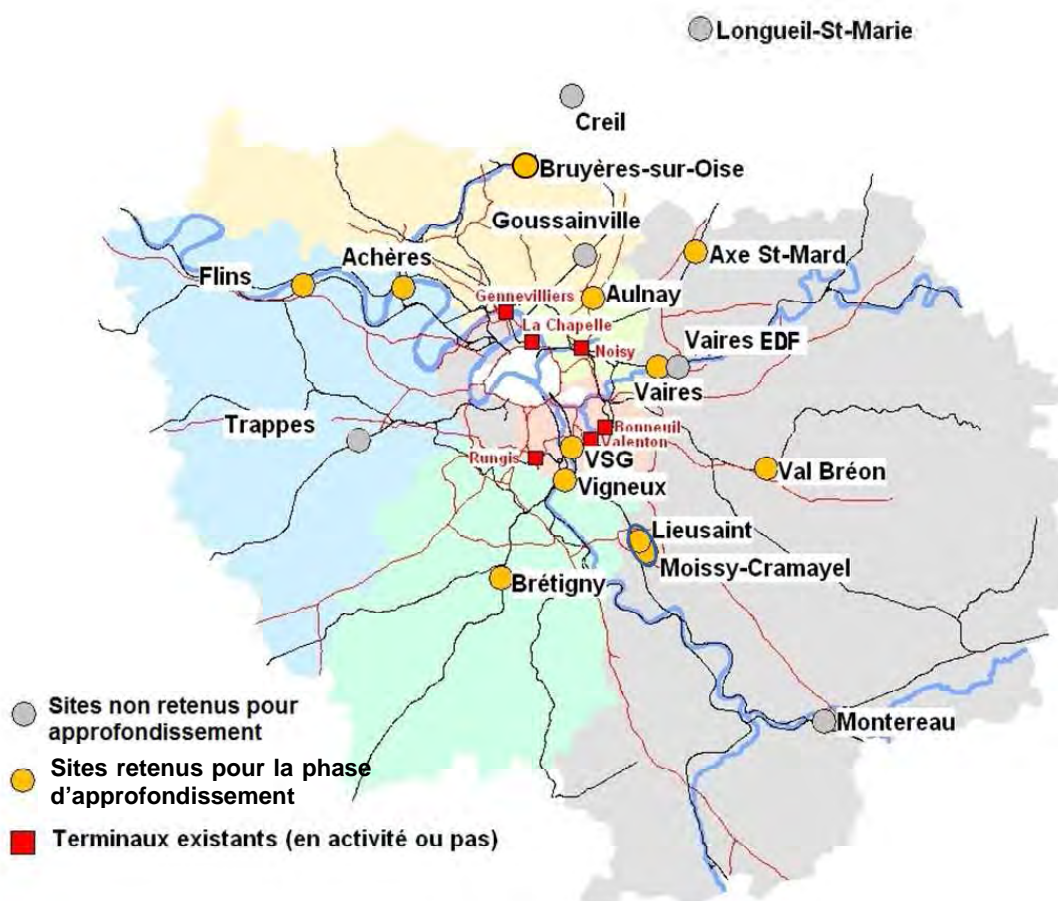 Longueil-St-Marie
Creil
Bruyères-sur-Oise
Goussainville
Achères
Axe St-Mard
Flins
Gennevilliers
Aulnay
La Chapelle
Noisy
Vaires EDF
Vaires
Trappes
Bonneuil
Valenton
Rungis
VSG
Val Bréon
Vigneux
Lieusaint
Moissy-Cramayel
Brétigny
Montereau
Sites non retenus pour
approfondissement
Sites retenus pour la phase
d’approfondissement
Terminaux existants (en activité ou pas)